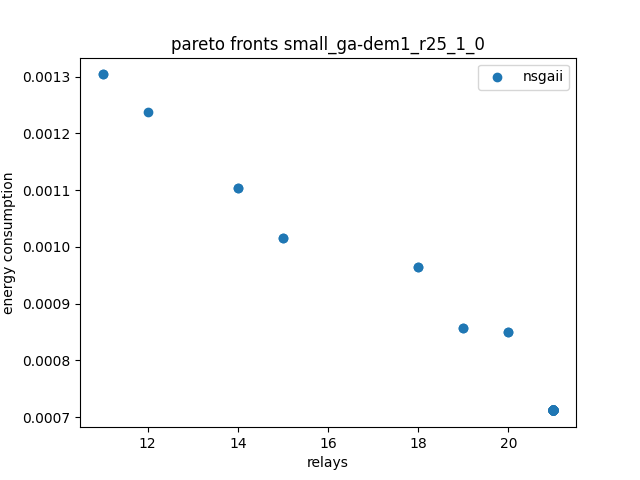 pareto fronts small_ga-dem1_r25_1_0
nsgaii
0.0013
0.0012
0.0011
0.0010
0.0009
0.0008
0.0007
energy consumption
12 14 16 18 20
relays